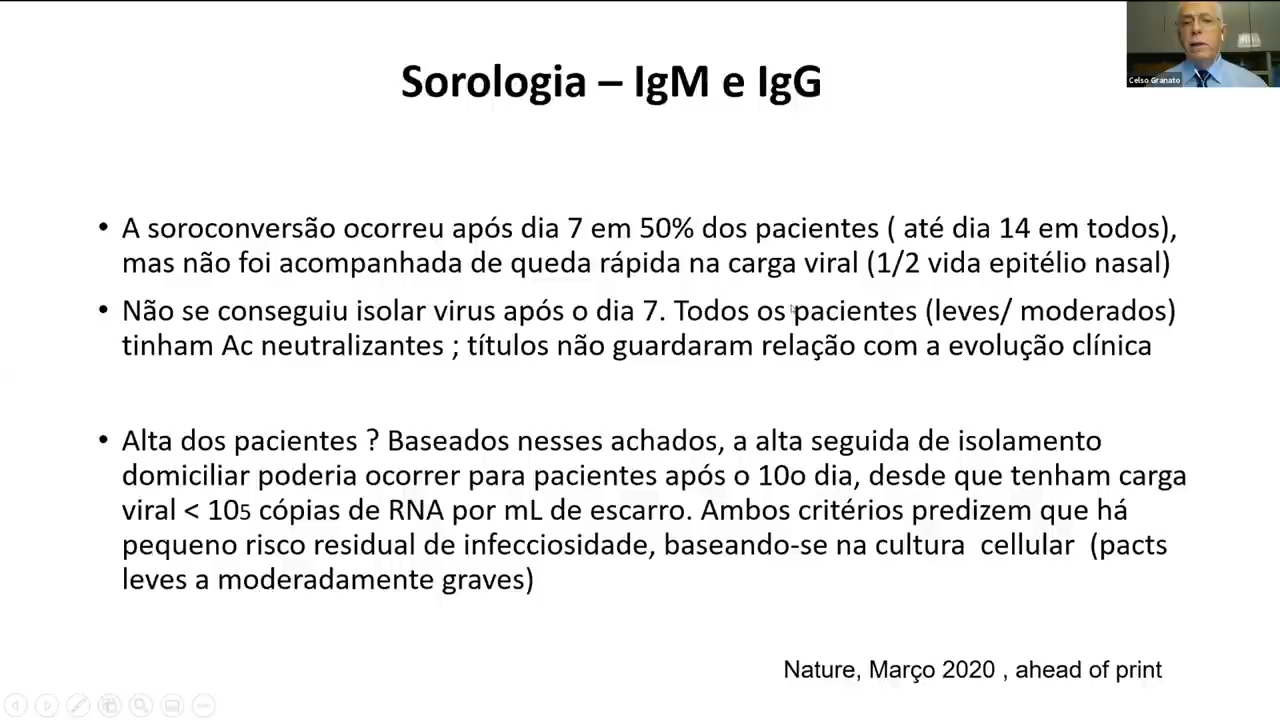 Celso Granato
Sorologia – IgM e IgG
• A soroconversão ocorreu após dia 7 em 50% dos pacientes ( até dia 14 em todos),
mas não foi acompanhada de queda rápida na carga viral (1/2 vida epitélio nasal)
• Não se conseguiu isolar virus após o dia 7. Todos os pacientes (leves/ moderados)
tinham Ac neutralizantes ; títulos não guardaram relação com a evolução clínica
• Alta dos pacientes ? Baseados nesses achados, a alta seguida de isolamento
domiciliar poderia ocorrer para pacientes após o 10o dia, desde que tenham carga
viral < 105 cópias de RNA por mL de escarro. Ambos critérios predizem que há
pequeno risco residual de infecciosidade, baseando-se na cultura cellular (pacts
leves a moderadamente graves)
Nature, Março 2020 , ahead of print